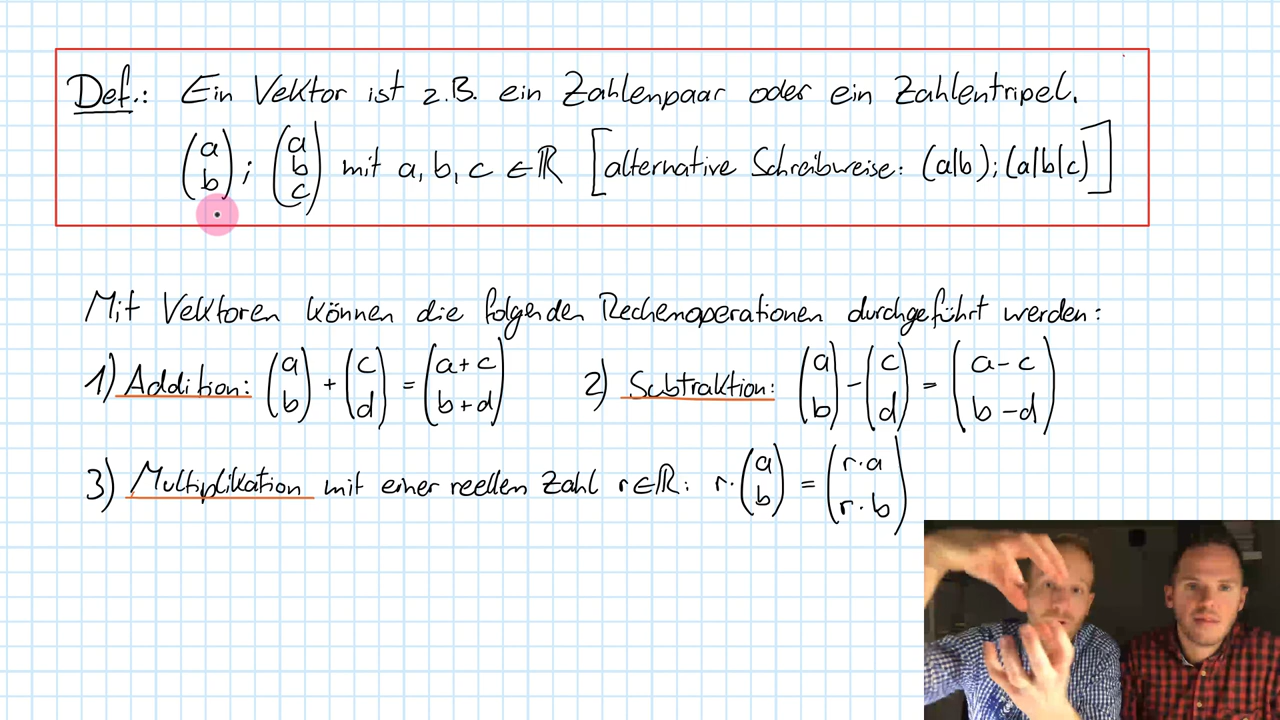 Def.: Ein Vektor ist z.B. ein Zahlenpaar oder ein Zahlentripel.
(a b); (a b c) mit a, b, c ∈ ℝ [alternative Schreibweise: (a|b); (a|b|c)]
Mit Vektoren können die folgenden Rechenoperationen durchgeführt werden:
1) Addition: (a b) + (c d) = (a+c b+d) 2) Subtraktion: (a b) - (c d) = (a-c b-d)
3) Multiplikation mit einer reellen Zahl r∈ℝ: r·(a b) = (r·a r·b)